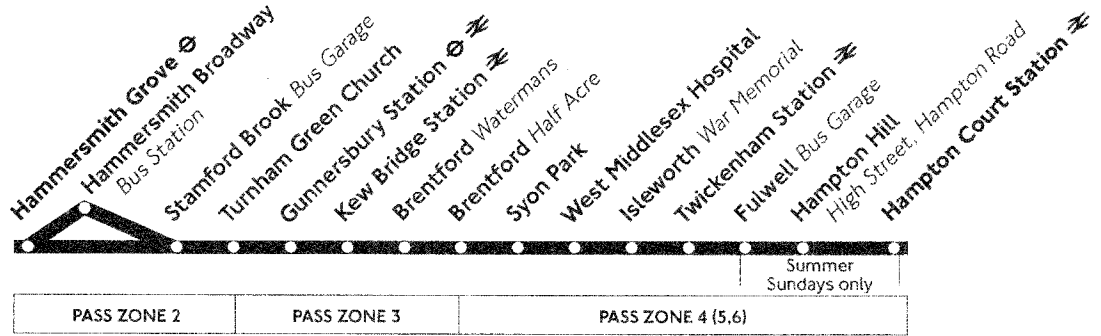 Hammersmith Grove
Hammersmith Broadway
Bus Station
Stamford Brook Bus Garage
Turnham Green Church
Gunnersbury Station
Kew Bridge Station
Brentford Watermans
Brentford Half Acre
Syon Park
West Middlesex Hospital
Isleworth War Memorial
Twickenham Station
Fulwell Bus Garage
Hampton Hill
High Street, Hampton Road
Hampton Court Station
Summer
Sundays only
PASS ZONE 2
PASS ZONE 3
PASS ZONE 4 (5,6)